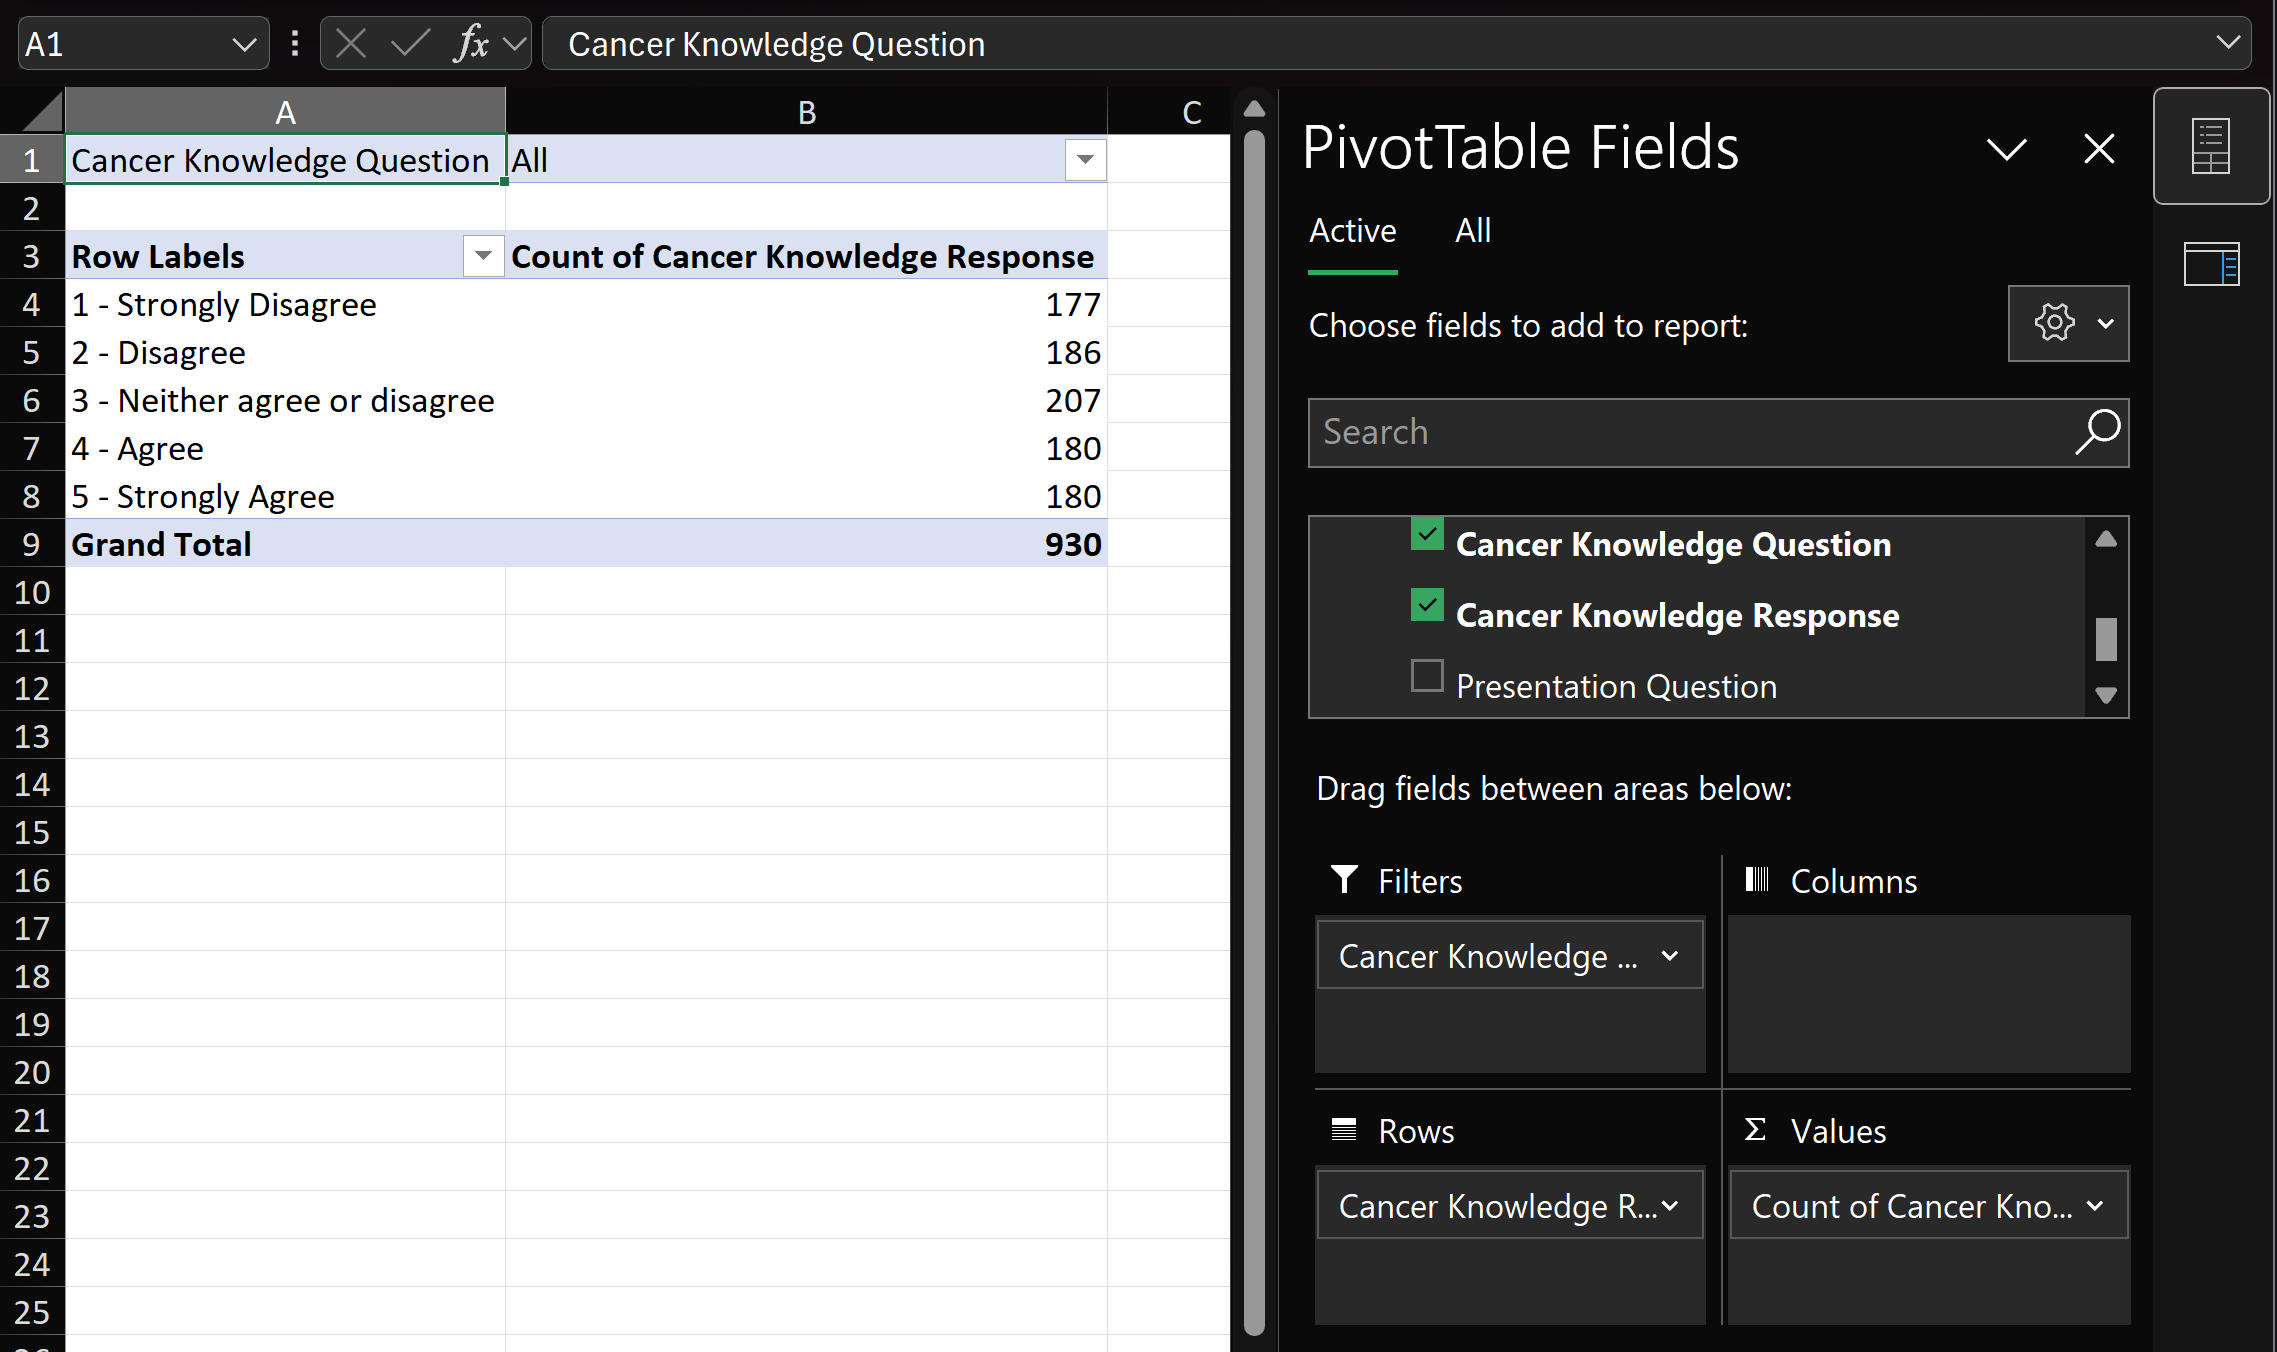 A1
fx
Cancer Knowledge Question
A B C
1 Cancer Knowledge Question All
2
3 Row Labels Count of Cancer Knowledge Response
4 1 - Strongly Disagree 177
5 2 - Disagree 186
6 3 - Neither agree or disagree 207
7 4 - Agree 180
8 5 - Strongly Agree 180
9 Grand Total 930
10
11
12
13
14
15
16
17
18
19
20
21
22
23
24
25
PivotTable Fields
Active All
Choose fields to add to report:
Search
Cancer Knowledge Question
Cancer Knowledge Response
Presentation Question
Drag fields between areas below:
Filters
Cancer Knowledge ...
Columns
Rows
Cancer Knowledge R...
Σ Values
Count of Cancer Kno...